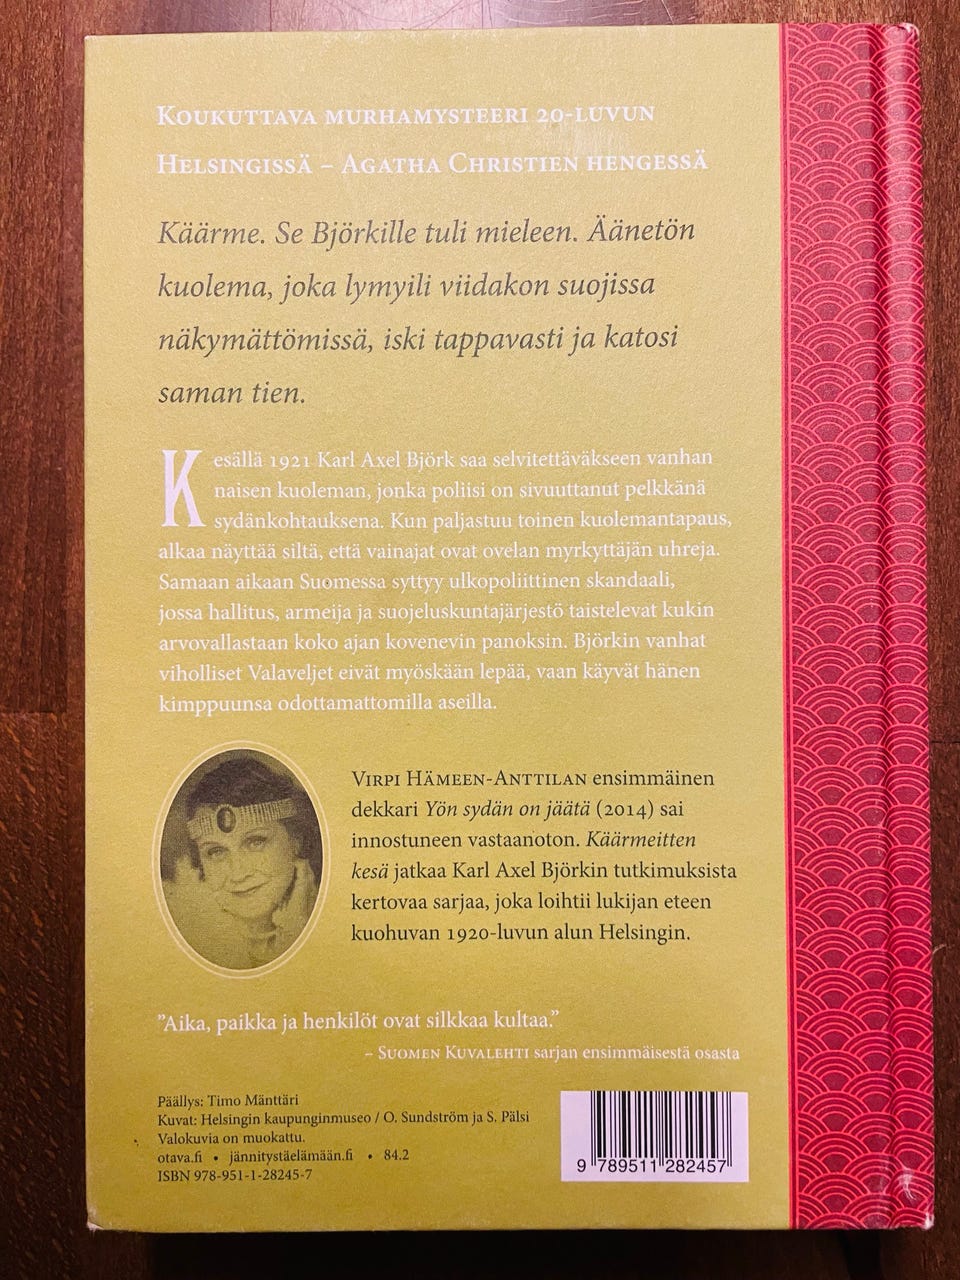 Koukuttava murhamysteeri 20-luvun
Helsingissä – Agatha Christien hengessä
Käärme. Se Björkille tuli mieleen. Äänetön
kuolema, joka lymyili viidakon suojissa
näkymättömissä, iski tappavasti ja katosi
saman tien.
Kesällä 1921 Karl Axel Björk saa selvitettäväkseen vanhan
naisen kuoleman, jonka poliisi on sivuuttanut pelkkänä
sydänkohtauksena. Kun paljastuu toinen kuolemantapaus,
alkaa näyttää siltä, että vainajat ovat ovelan myrkyttäjän uhreja.
Samaan aikaan Suomessa syttyy ulkopoliittinen skandaali,
jossa hallitus, armeija ja suojeluskuntajärjestö taistelevat kukin
arvovallastaan koko ajan kovenevin panoksin. Björkin vanhat
viholliset Valaveljet eivät myöskään lepää, vaan käyvät hänen
kimppuunsa odottamattomilla aseilla.
Virpi Hämeen-Anttilan ensimmäinen
dekkari Yön sydän on jäätä (2014) sai
innostuneen vastaanoton. Käärmeitten
kesä jatkaa Karl Axel Björkin tutkimuksista
kertovaa sarjaa, joka loihtii lukijan eteen
kuohuvan 1920-luvun alun Helsingin.
”Aika, paikka ja henkilöt ovat silkkaa kultaa.”
– Suomen Kuvalehti sarjan ensimmäisestä osasta
Päällys: Timo Mänttäri
Kuvat: Helsingin kaupunginmuseo / O. Sundström ja S. Pälsi
Valokuvia on muokattu.
otava.fi • jännitystäelämään.fi • 84.2
ISBN 978-951-1-28245-7
9 789511 282457